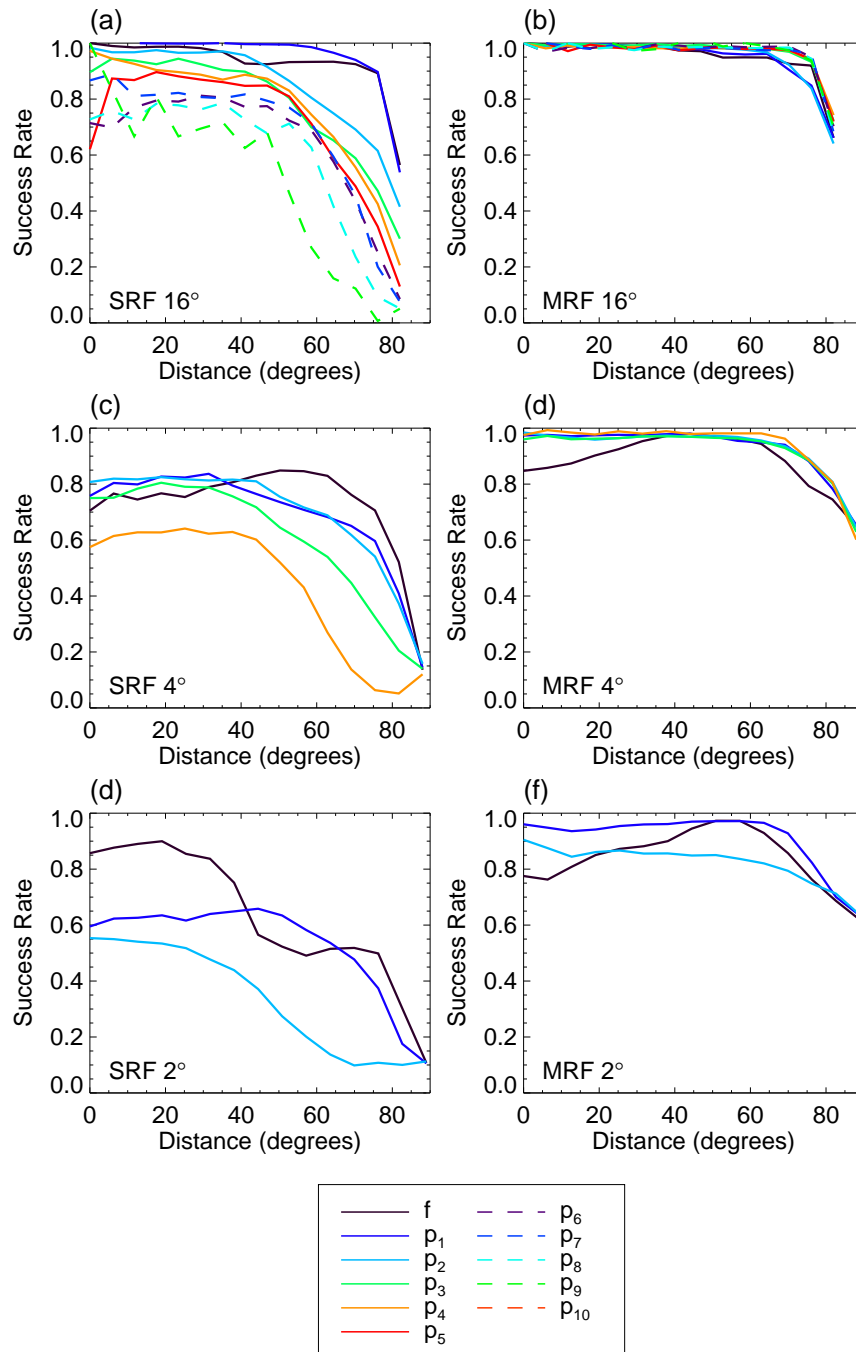 (a)
1.0
0.8
0.6
0.4
0.2
0.0
Success Rate
SRF 16°
0 20 40 60 80
Distance (degrees)
(b)
1.0
0.8
0.6
0.4
0.2
0.0
Success Rate
MRF 16°
0 20 40 60 80
Distance (degrees)
(c)
1.0
0.8
0.6
0.4
0.2
0.0
Success Rate
SRF 4°
0 20 40 60 80
Distance (degrees)
(d)
1.0
0.8
0.6
0.4
0.2
0.0
Success Rate
MRF 4°
0 20 40 60 80
Distance (degrees)
(d)
1.0
0.8
0.6
0.4
0.2
0.0
Success Rate
SRF 2°
0 20 40 60 80
Distance (degrees)
(f)
1.0
0.8
0.6
0.4
0.2
0.0
Success Rate
MRF 2°
0 20 40 60 80
Distance (degrees)
f
p₁
p₂
p₃
p₄
p₅
p₆
p₇
p₈
p₉
p₁₀